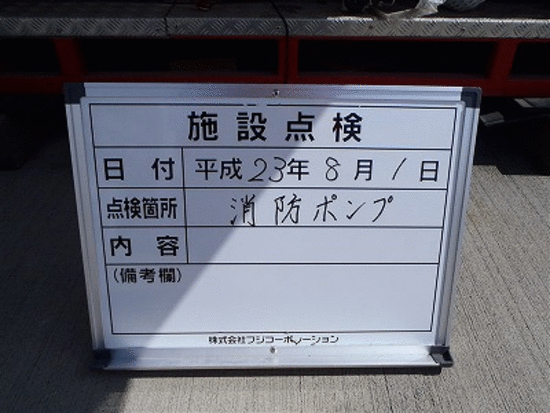 施設点検
日付 平成23年8月1日
点検箇所 消防ポンプ
内容
(備考欄)
株式会社フジコーポレーション